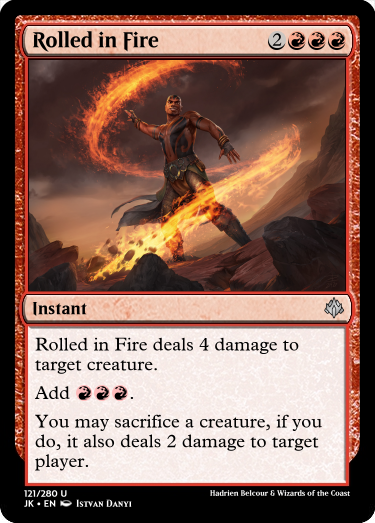 Rolled in Fire 2
Instant
Rolled in Fire deals 4 damage to
target creature.
Add .
You may sacrifice a creature, if you
do, it also deals 2 damage to target
player.
121/280 U
JK • EN Istvan Danyi
Hadrien Belcour & Wizards of the Coast